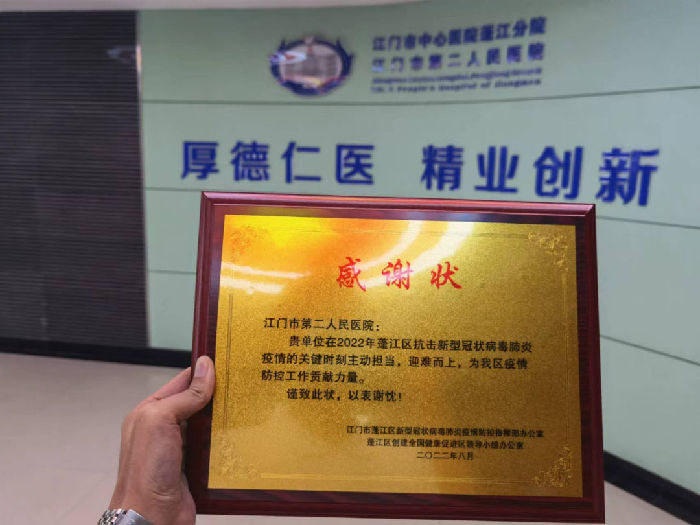 江门市中心医院蓬江分院
江门市第二人民医院
厚德仁医 精业创新
感谢状
江门市第二人民医院：
贵单位在2022年蓬江区抗击新型冠状病毒肺炎
疫情的关键时刻主动担当，迎难而上，为我区疫情
防控工作贡献力量。
谨致此状，以表谢忱！
江门市蓬江区新型冠状病毒肺炎疫情防控指挥部办公室
蓬江区创建全国健康促进区领导小组办公室
二〇二二年八月